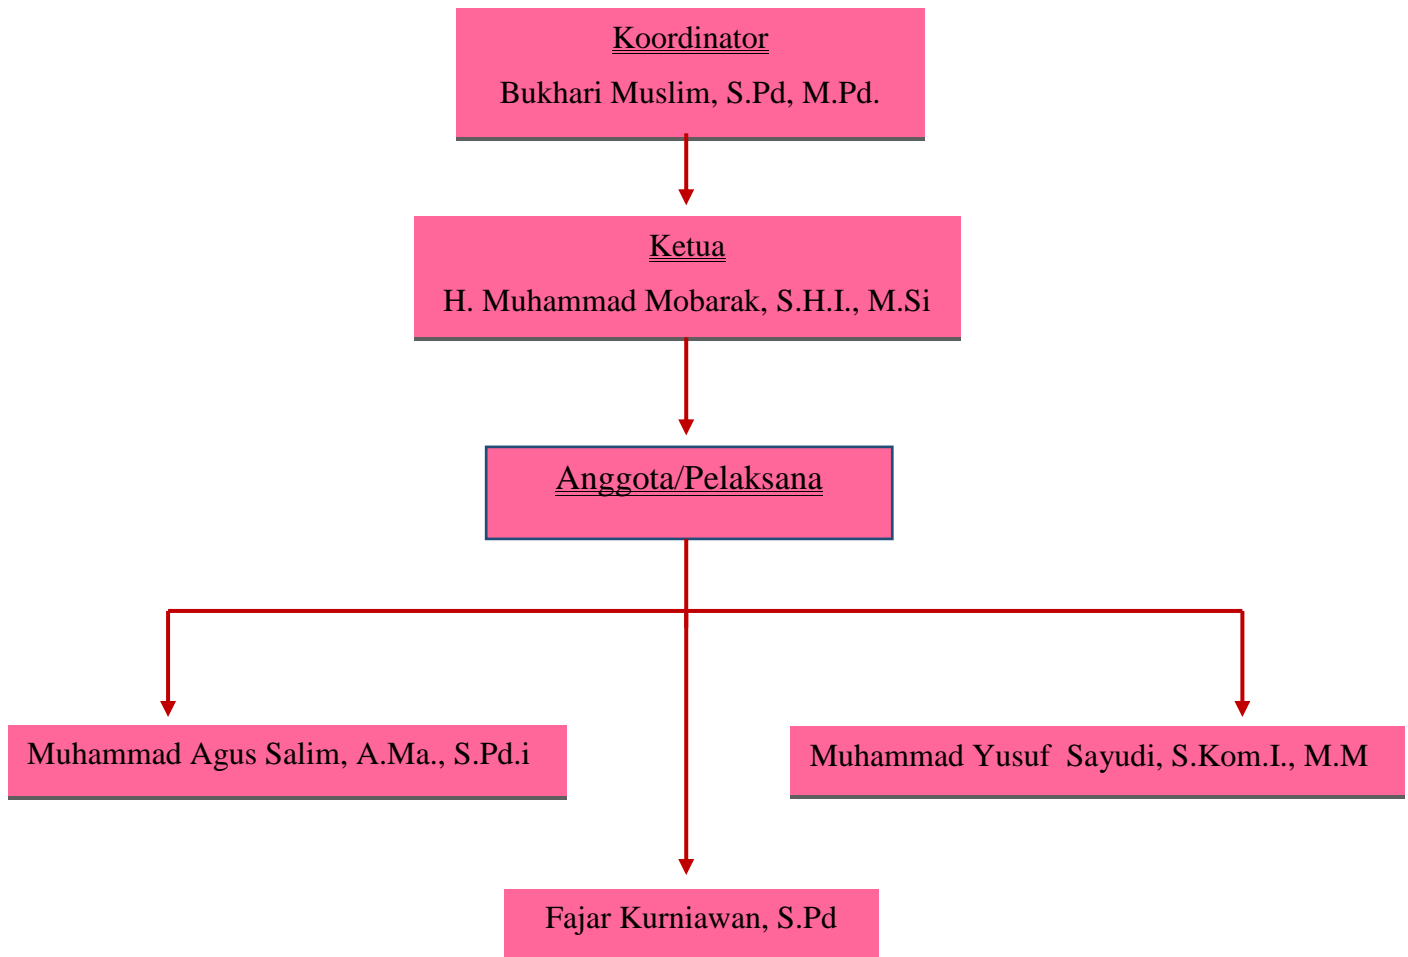 Koordinator
Bukhari Muslim, S.Pd, M.Pd.
Ketua
H. Muhammad Mobarak, S.H.I., M.Si
Anggota/Pelaksana
Muhammad Agus Salim, A.Ma., S.Pd.i
Muhammad Yusuf  Sayudi, S.Kom.I., M.M
Fajar Kurniawan, S.Pd